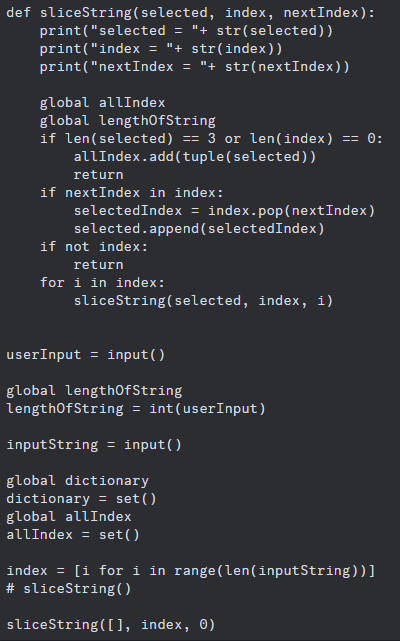 def sliceString(selected, index, nextIndex):
    print("selected = "+ str(selected))
    print("index = "+ str(index))
    print("nextIndex = "+ str(nextIndex))

    global allIndex
    global lengthOfString
    if len(selected) == 3 or len(index) == 0:
        allIndex.add(tuple(selected))
        return
    if nextIndex in index:
        selectedIndex = index.pop(nextIndex)
        selected.append(selectedIndex)
    if not index:
        return
    for i in index:
        sliceString(selected, index, i)


userInput = input()

global lengthOfString
lengthOfString = int(userInput)

inputString = input()

global dictionary
dictionary = set()
global allIndex
allIndex = set()

index = [i for i in range(len(inputString))]
# sliceString()

sliceString([], index, 0)